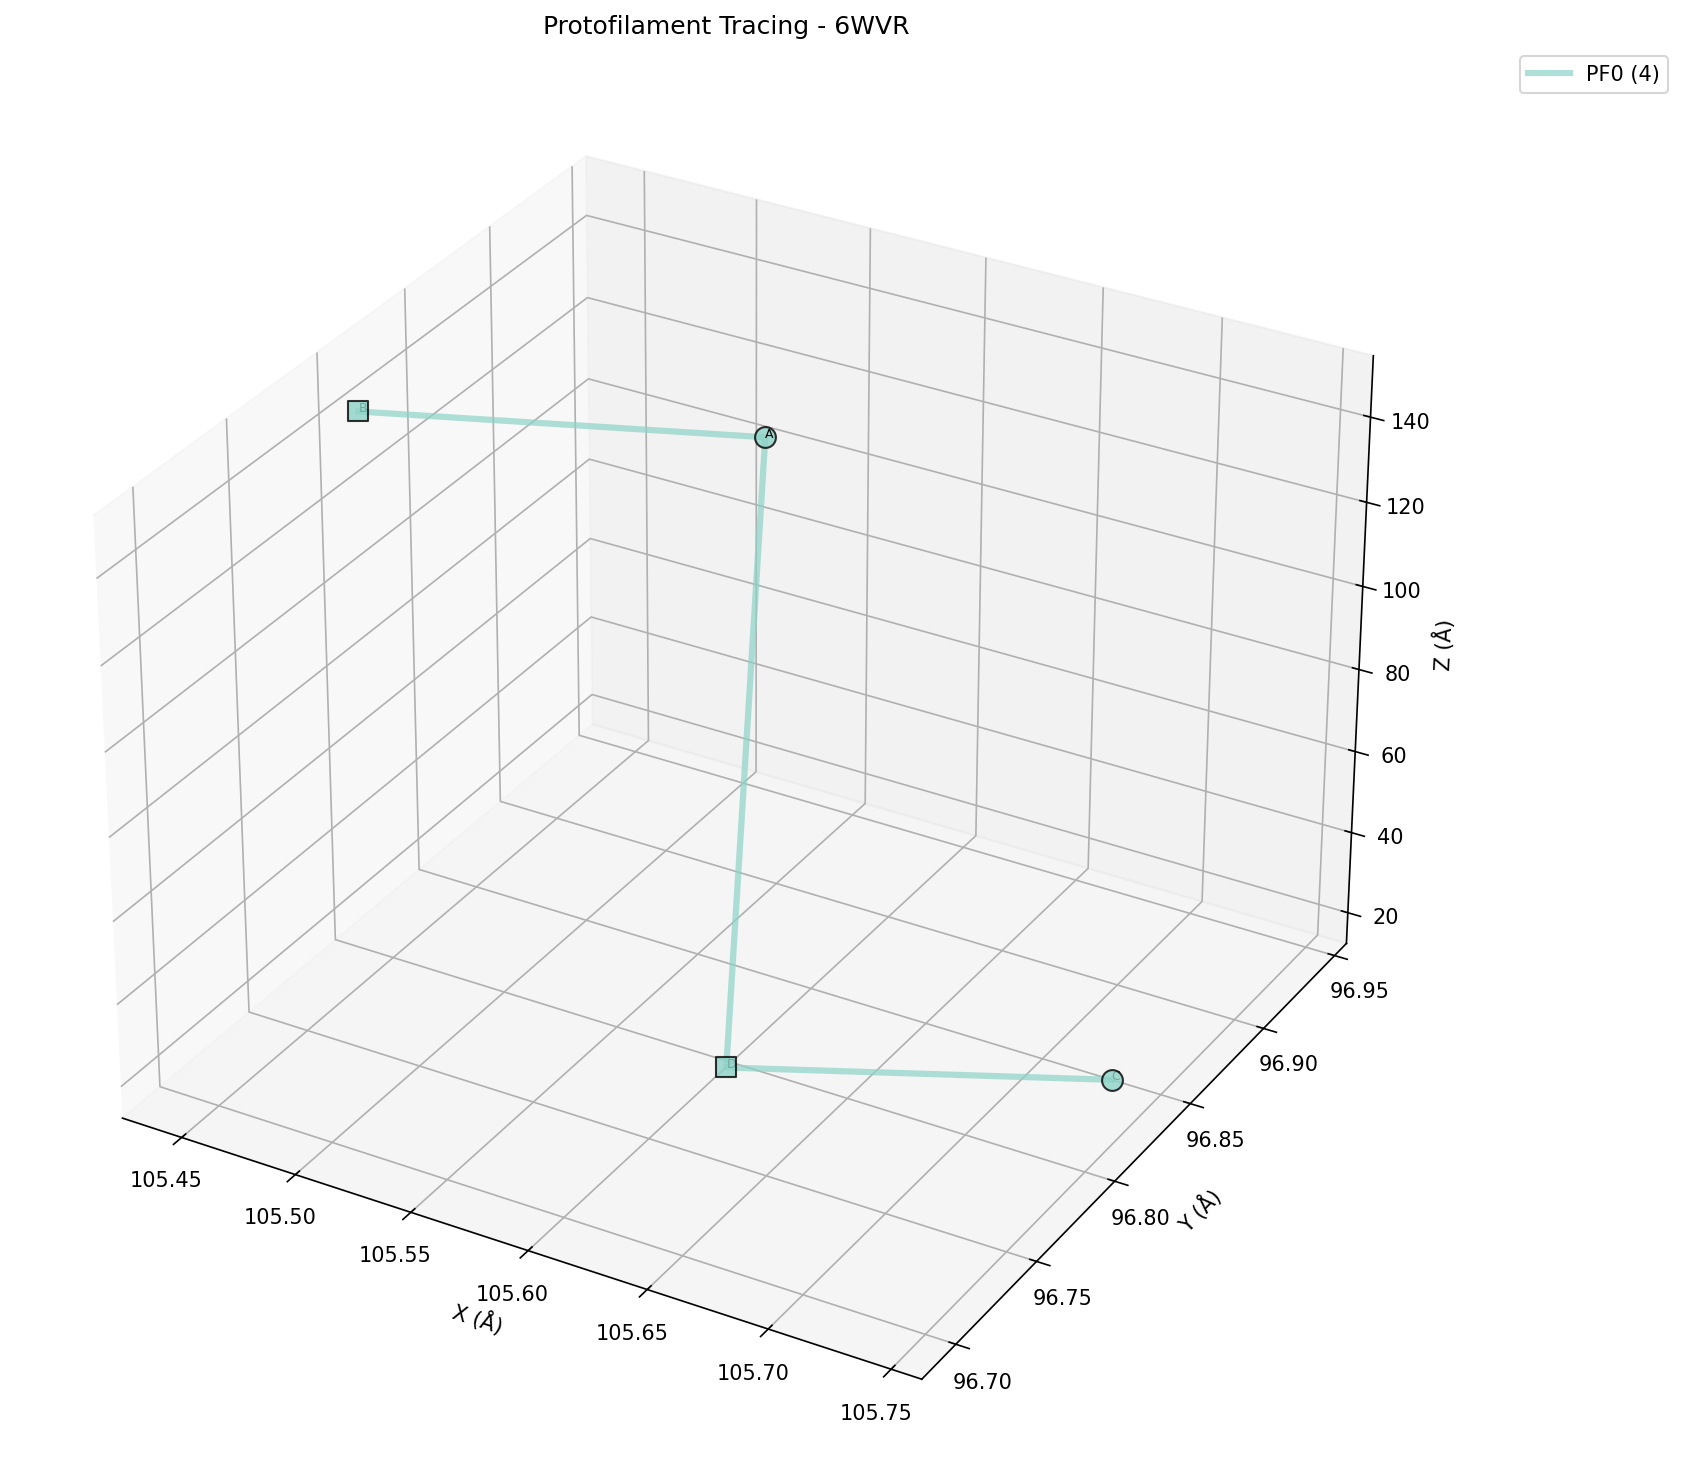 Protofilament Tracing - 6WVR
PF0 (4)
B
A
D
C
140
120
100
80
60
40
20
Z (Å)
96.95
96.90
96.85
96.80
96.75
96.70
Y (Å)
105.45
105.50
105.55
105.60
105.65
105.70
105.75
X (Å)